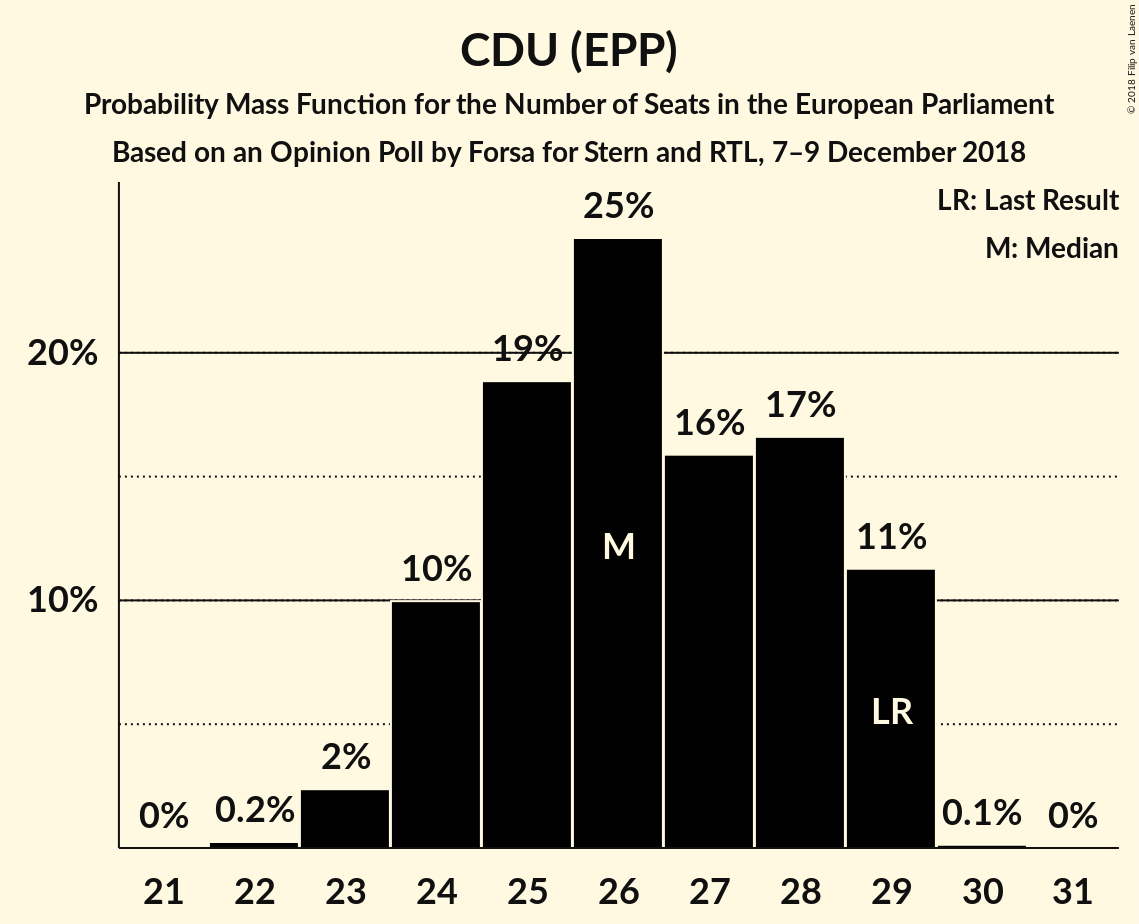 CDU (EPP)
Probability Mass Function for the Number of Seats in the European Parliament
Based on an Opinion Poll by Forsa for Stern and RTL, 7–9 December 2018
© 2018 Filip van Laenen
LR: Last Result
M: Median
25%
19%
20%
17%
16%
11%
10%
10%
M
LR
2%
0%
0.2%
0.1%
0%
21 22 23 24 25 26 27 28 29 30 31